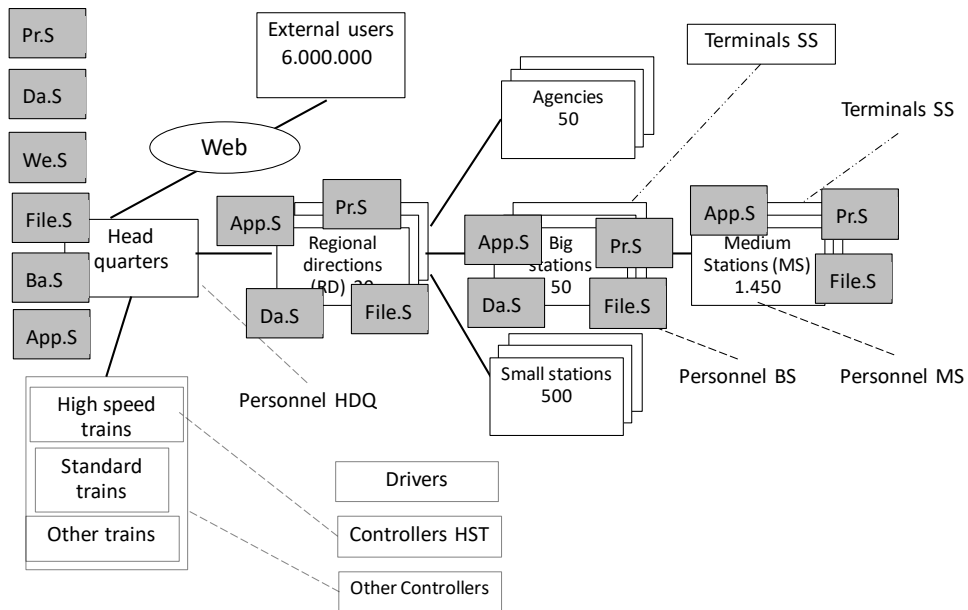 Pr.S
Da.S
We.S
File.S
Ba.S
App.S
External users
6.000.000
Web
Head
quarters
App.S
Pr.S
Regional
directions
(RD)
Da.S
File.S
Agencies
50
Terminals SS
App.S
Big
stations
50
Pr.S
Da.S
File.S
Terminals SS
App.S
Pr.S
Medium
Stations (MS)
1.450
File.S
Small stations
500
Personnel HDQ
Personnel BS
Personnel MS
High speed
trains
Standard
trains
Other trains
Drivers
Controllers HST
Other Controllers